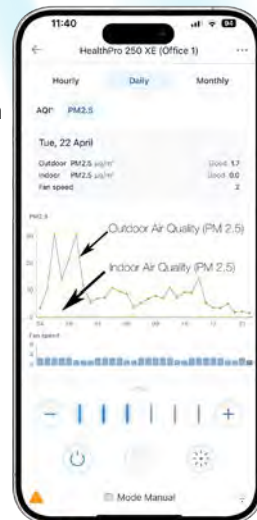 11:40
HealthPro 250 XE (Office 1)
Hourly Daily Monthly
AQI PM2.5
Tue, 22 April
Outdoor PM2.5 µg/m³ Good 1.7
Indoor PM2.5 µg/m³ Good 0.0
Fan speed 2
PM2.5
Outdoor Air Quality (PM 2.5)
Indoor Air Quality (PM 2.5)
Fan speed
Mode Manual